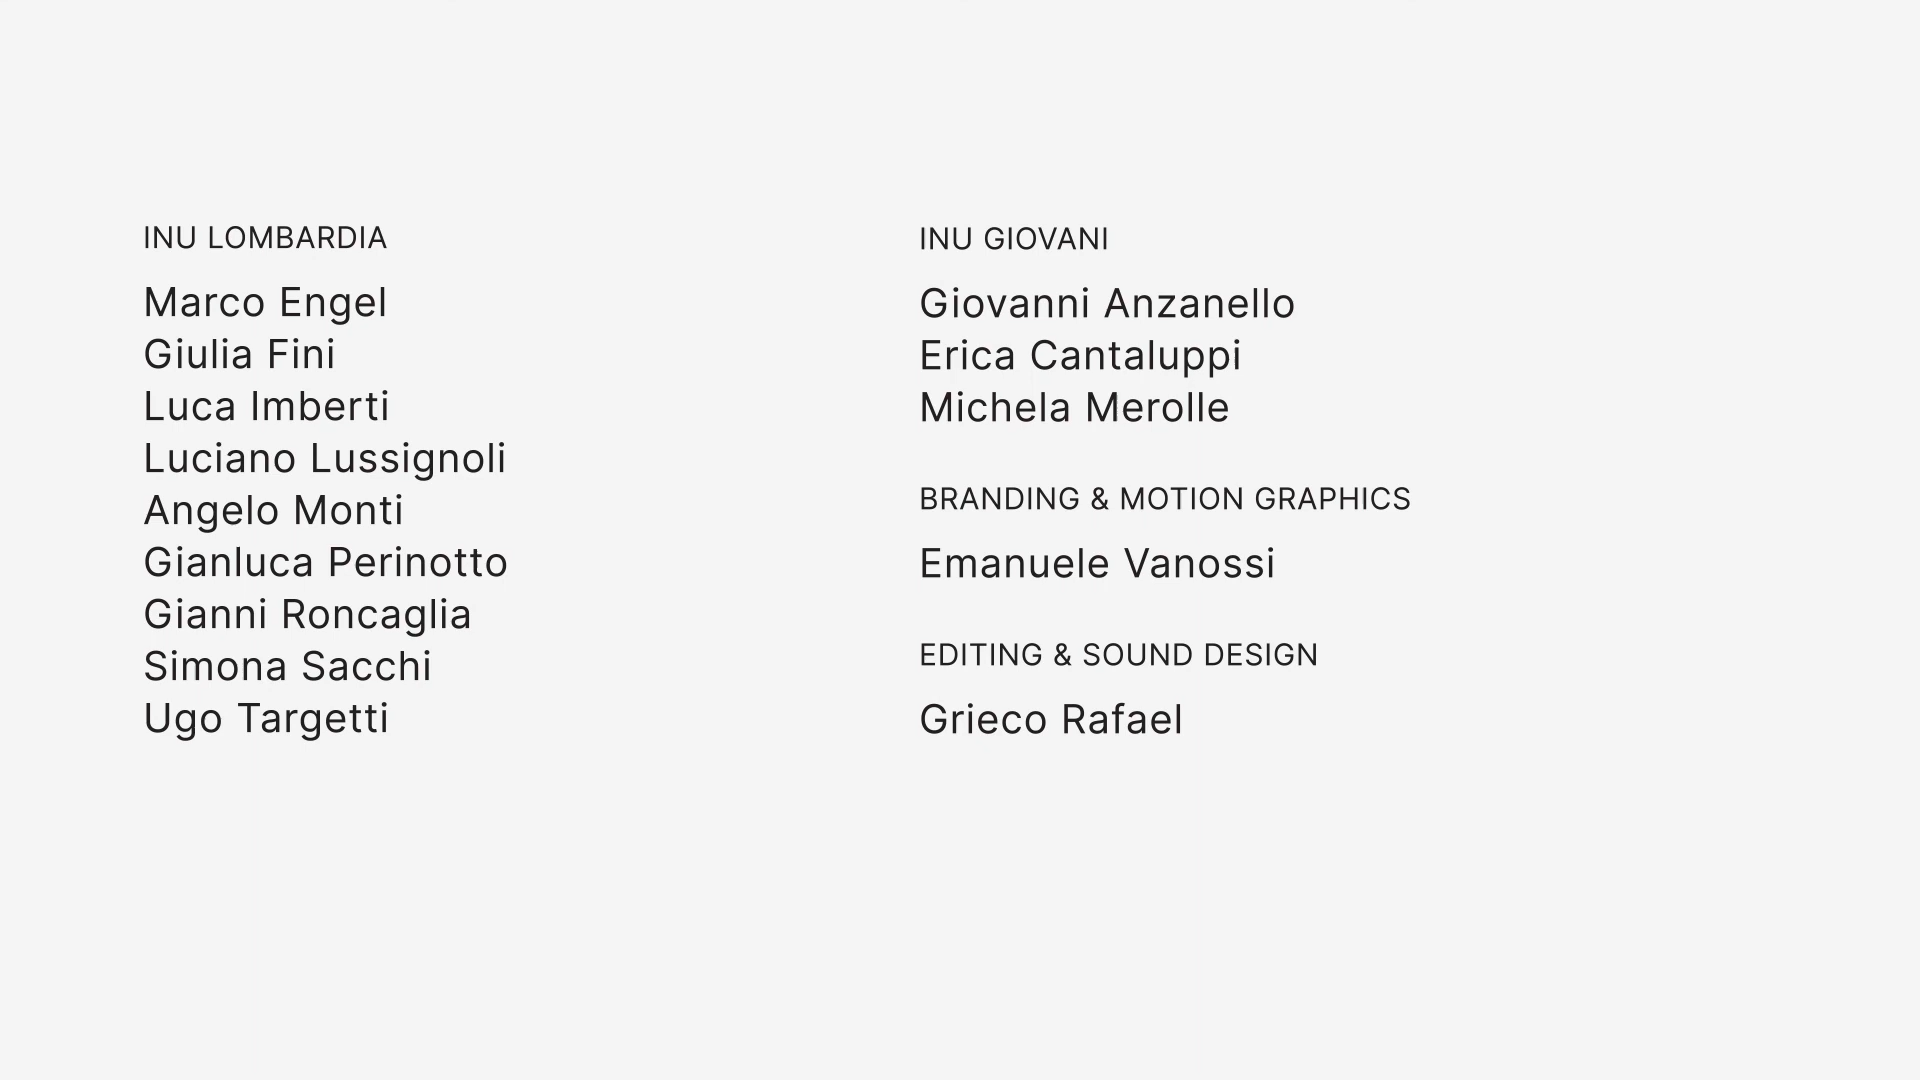 INU LOMBARDIA
Marco Engel
Giulia Fini
Luca Imberti
Luciano Lussignoli
Angelo Monti
Gianluca Perinotto
Gianni Roncaglia
Simona Sacchi
Ugo Targetti
INU GIOVANI
Giovanni Anzanello
Erica Cantaluppi
Michela Merolle
BRANDING & MOTION GRAPHICS
Emanuele Vanossi
EDITING & SOUND DESIGN
Grieco Rafael